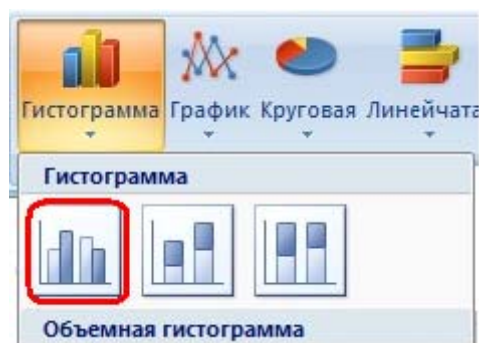 Гистограмма График Круговая Линейчата
Гистограмма
Объемная гистограмма